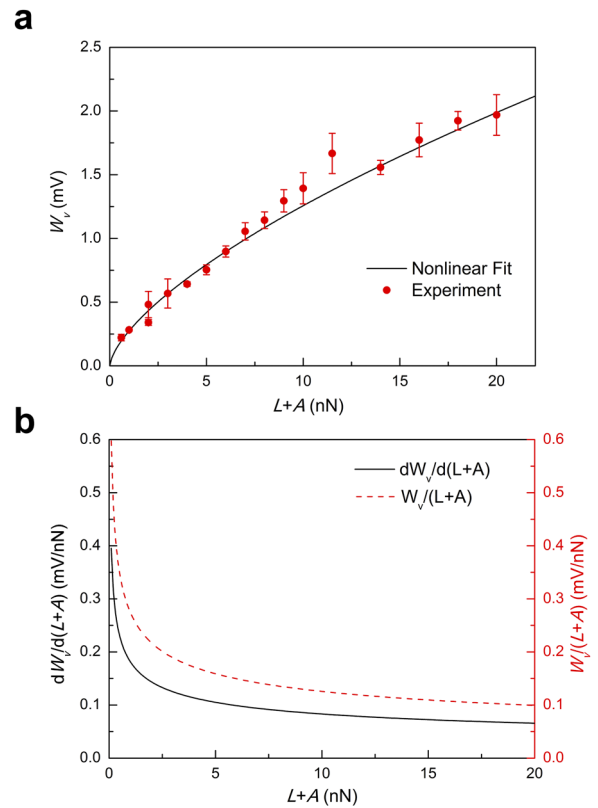 a
2.5
2.0
1.5
1.0
0.5
0.0
W_v (mV)
Nonlinear Fit
Experiment
0 5 10 15 20
L+A (nN)
b
0.6 0.6
0.5 0.5
0.4 0.4
0.3 0.3
0.2 0.2
0.1 0.1
0.0 0.0
dW_v/d(L+A) (mV/nN)
W_v/(L+A) (mV/nN)
dW_v/d(L+A)
W_v/(L+A)
0 5 10 15 20
L+A (nN)